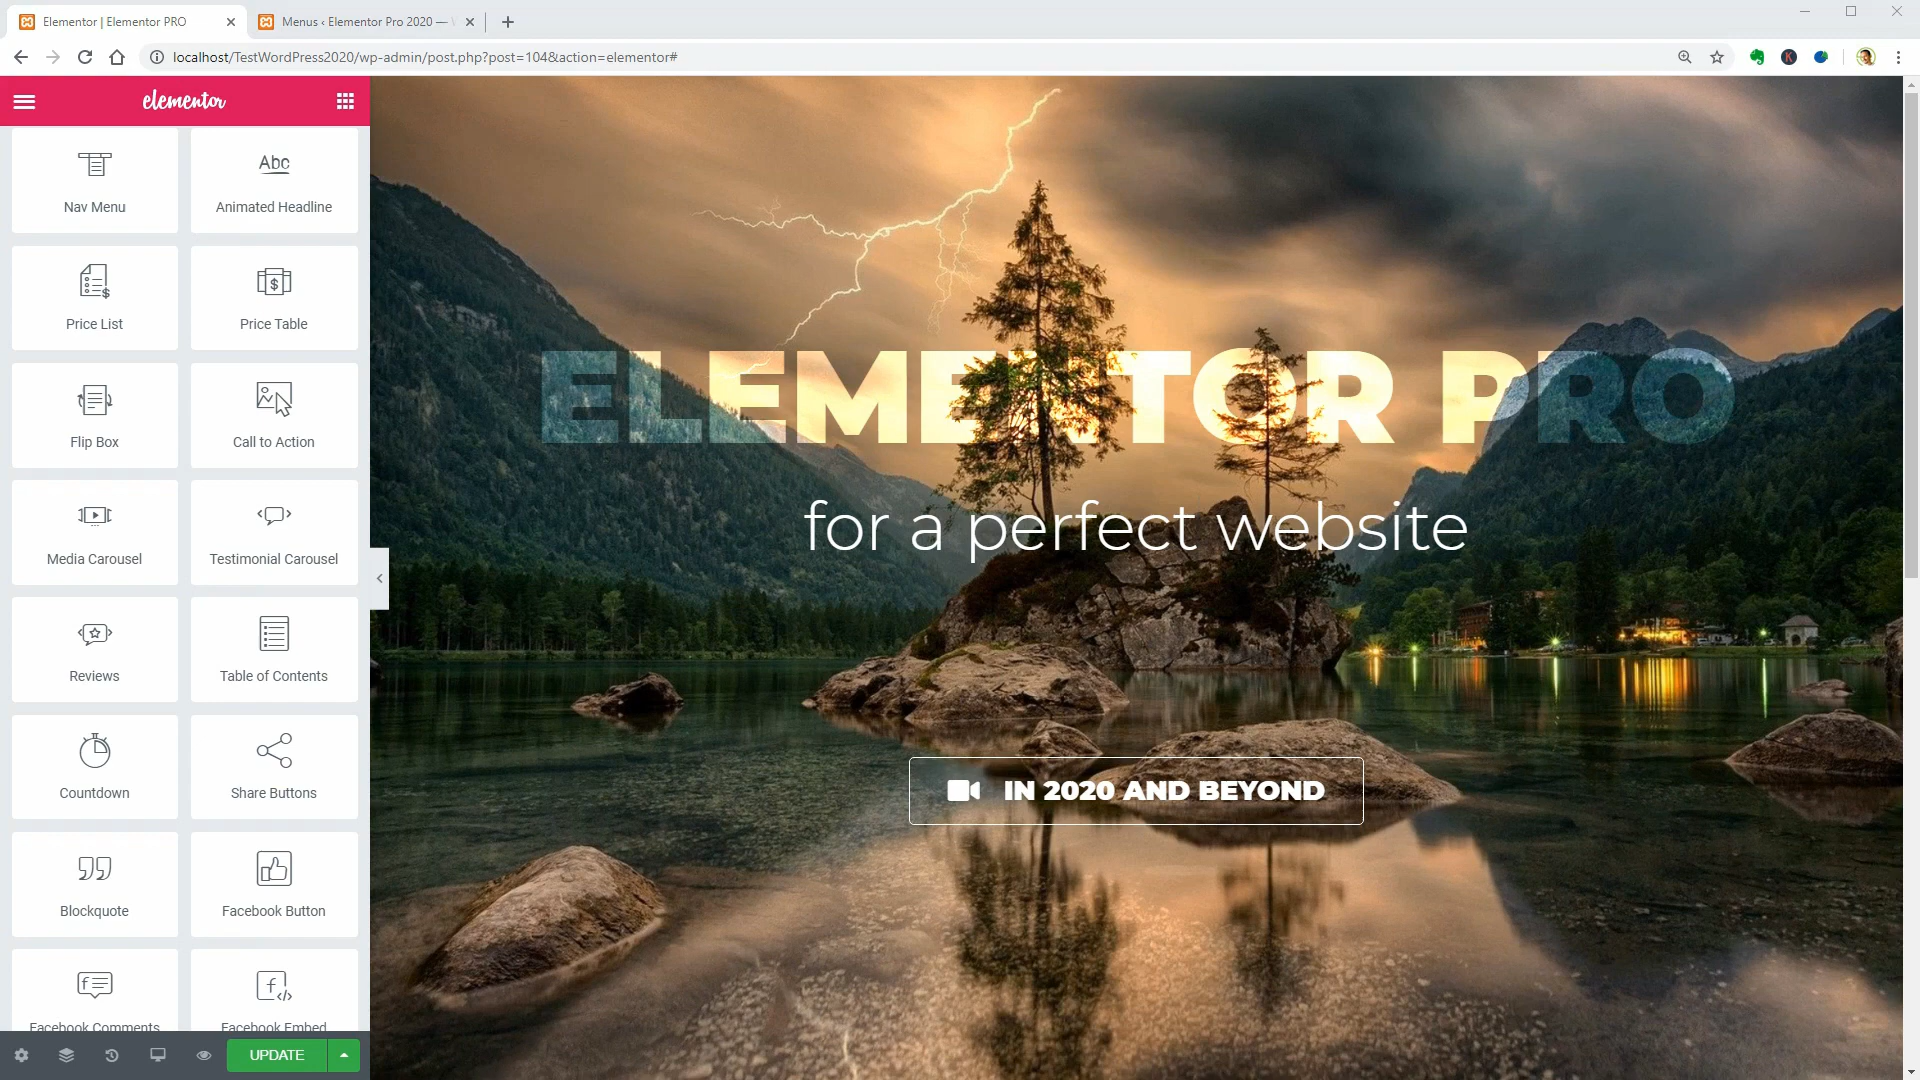 Elementor | Elementor PRO
Menus ‹ Elementor Pro 2020 —
localhost/TestWordPress2020/wp-admin/post.php?post=104&action=elementor#
K
elementor
Nav Menu
Abc
Animated Headline
$
Price List
$
Price Table
Flip Box
Call to Action
Media Carousel
Testimonial Carousel
Reviews
Table of Contents
Countdown
Share Buttons
Blockquote
Facebook Button
Facebook Comments
Facebook Embed
UPDATE
ELEMENTOR PRO
for a perfect website
IN 2020 AND BEYOND